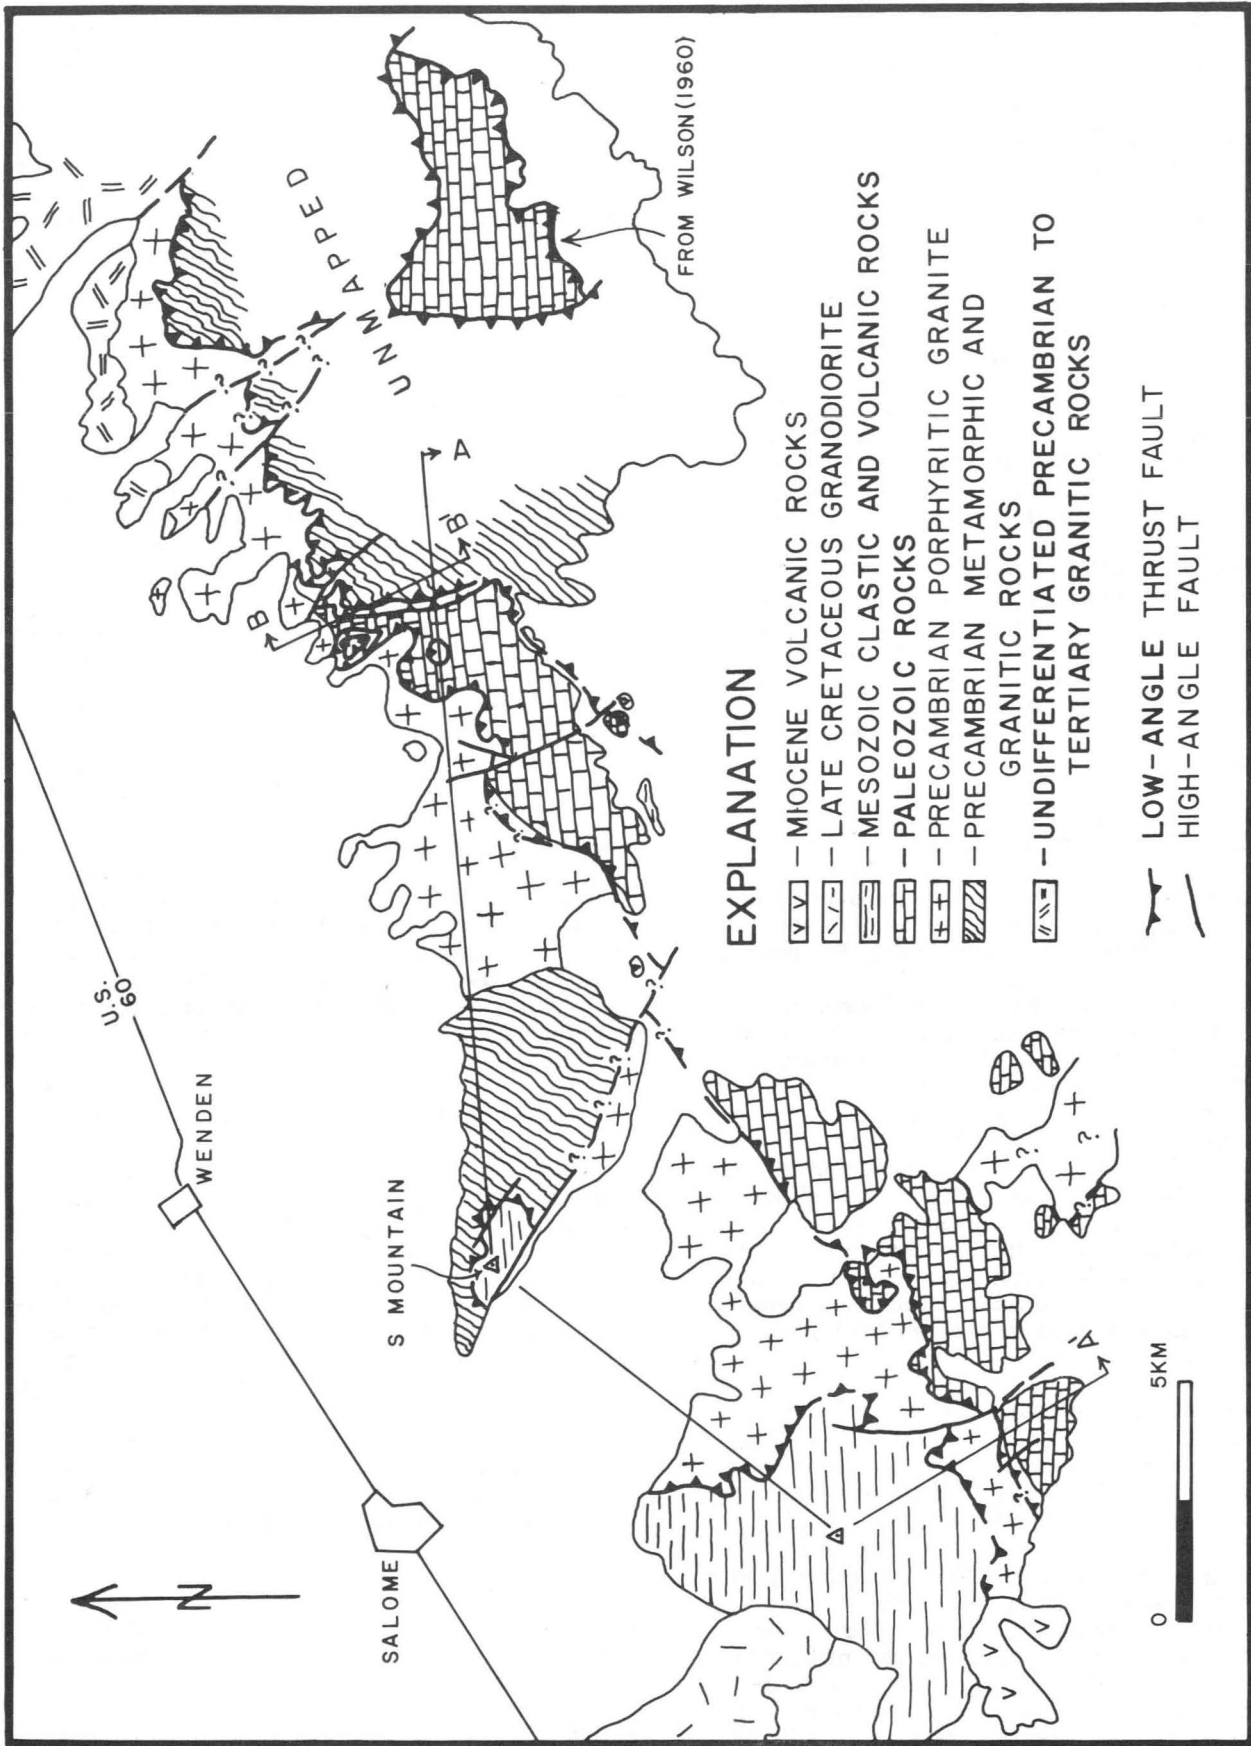 U.S.
60
WENDEN
SALOME
S MOUNTAIN
UNMAPPED
FROM WILSON (1960)
A
A'
B
B'
N
EXPLANATION
– MIOCENE VOLCANIC ROCKS
– LATE CRETACEOUS GRANODIORITE
– MESOZOIC CLASTIC AND VOLCANIC ROCKS
– PALEOZOIC ROCKS
– PRECAMBRIAN PORPHYRITIC GRANITE
– PRECAMBRIAN METAMORPHIC AND
GRANITIC ROCKS
– UNDIFFERENTIATED PRECAMBRIAN TO
TERTIARY GRANITIC ROCKS
LOW-ANGLE THRUST FAULT
HIGH-ANGLE FAULT
0 5KM